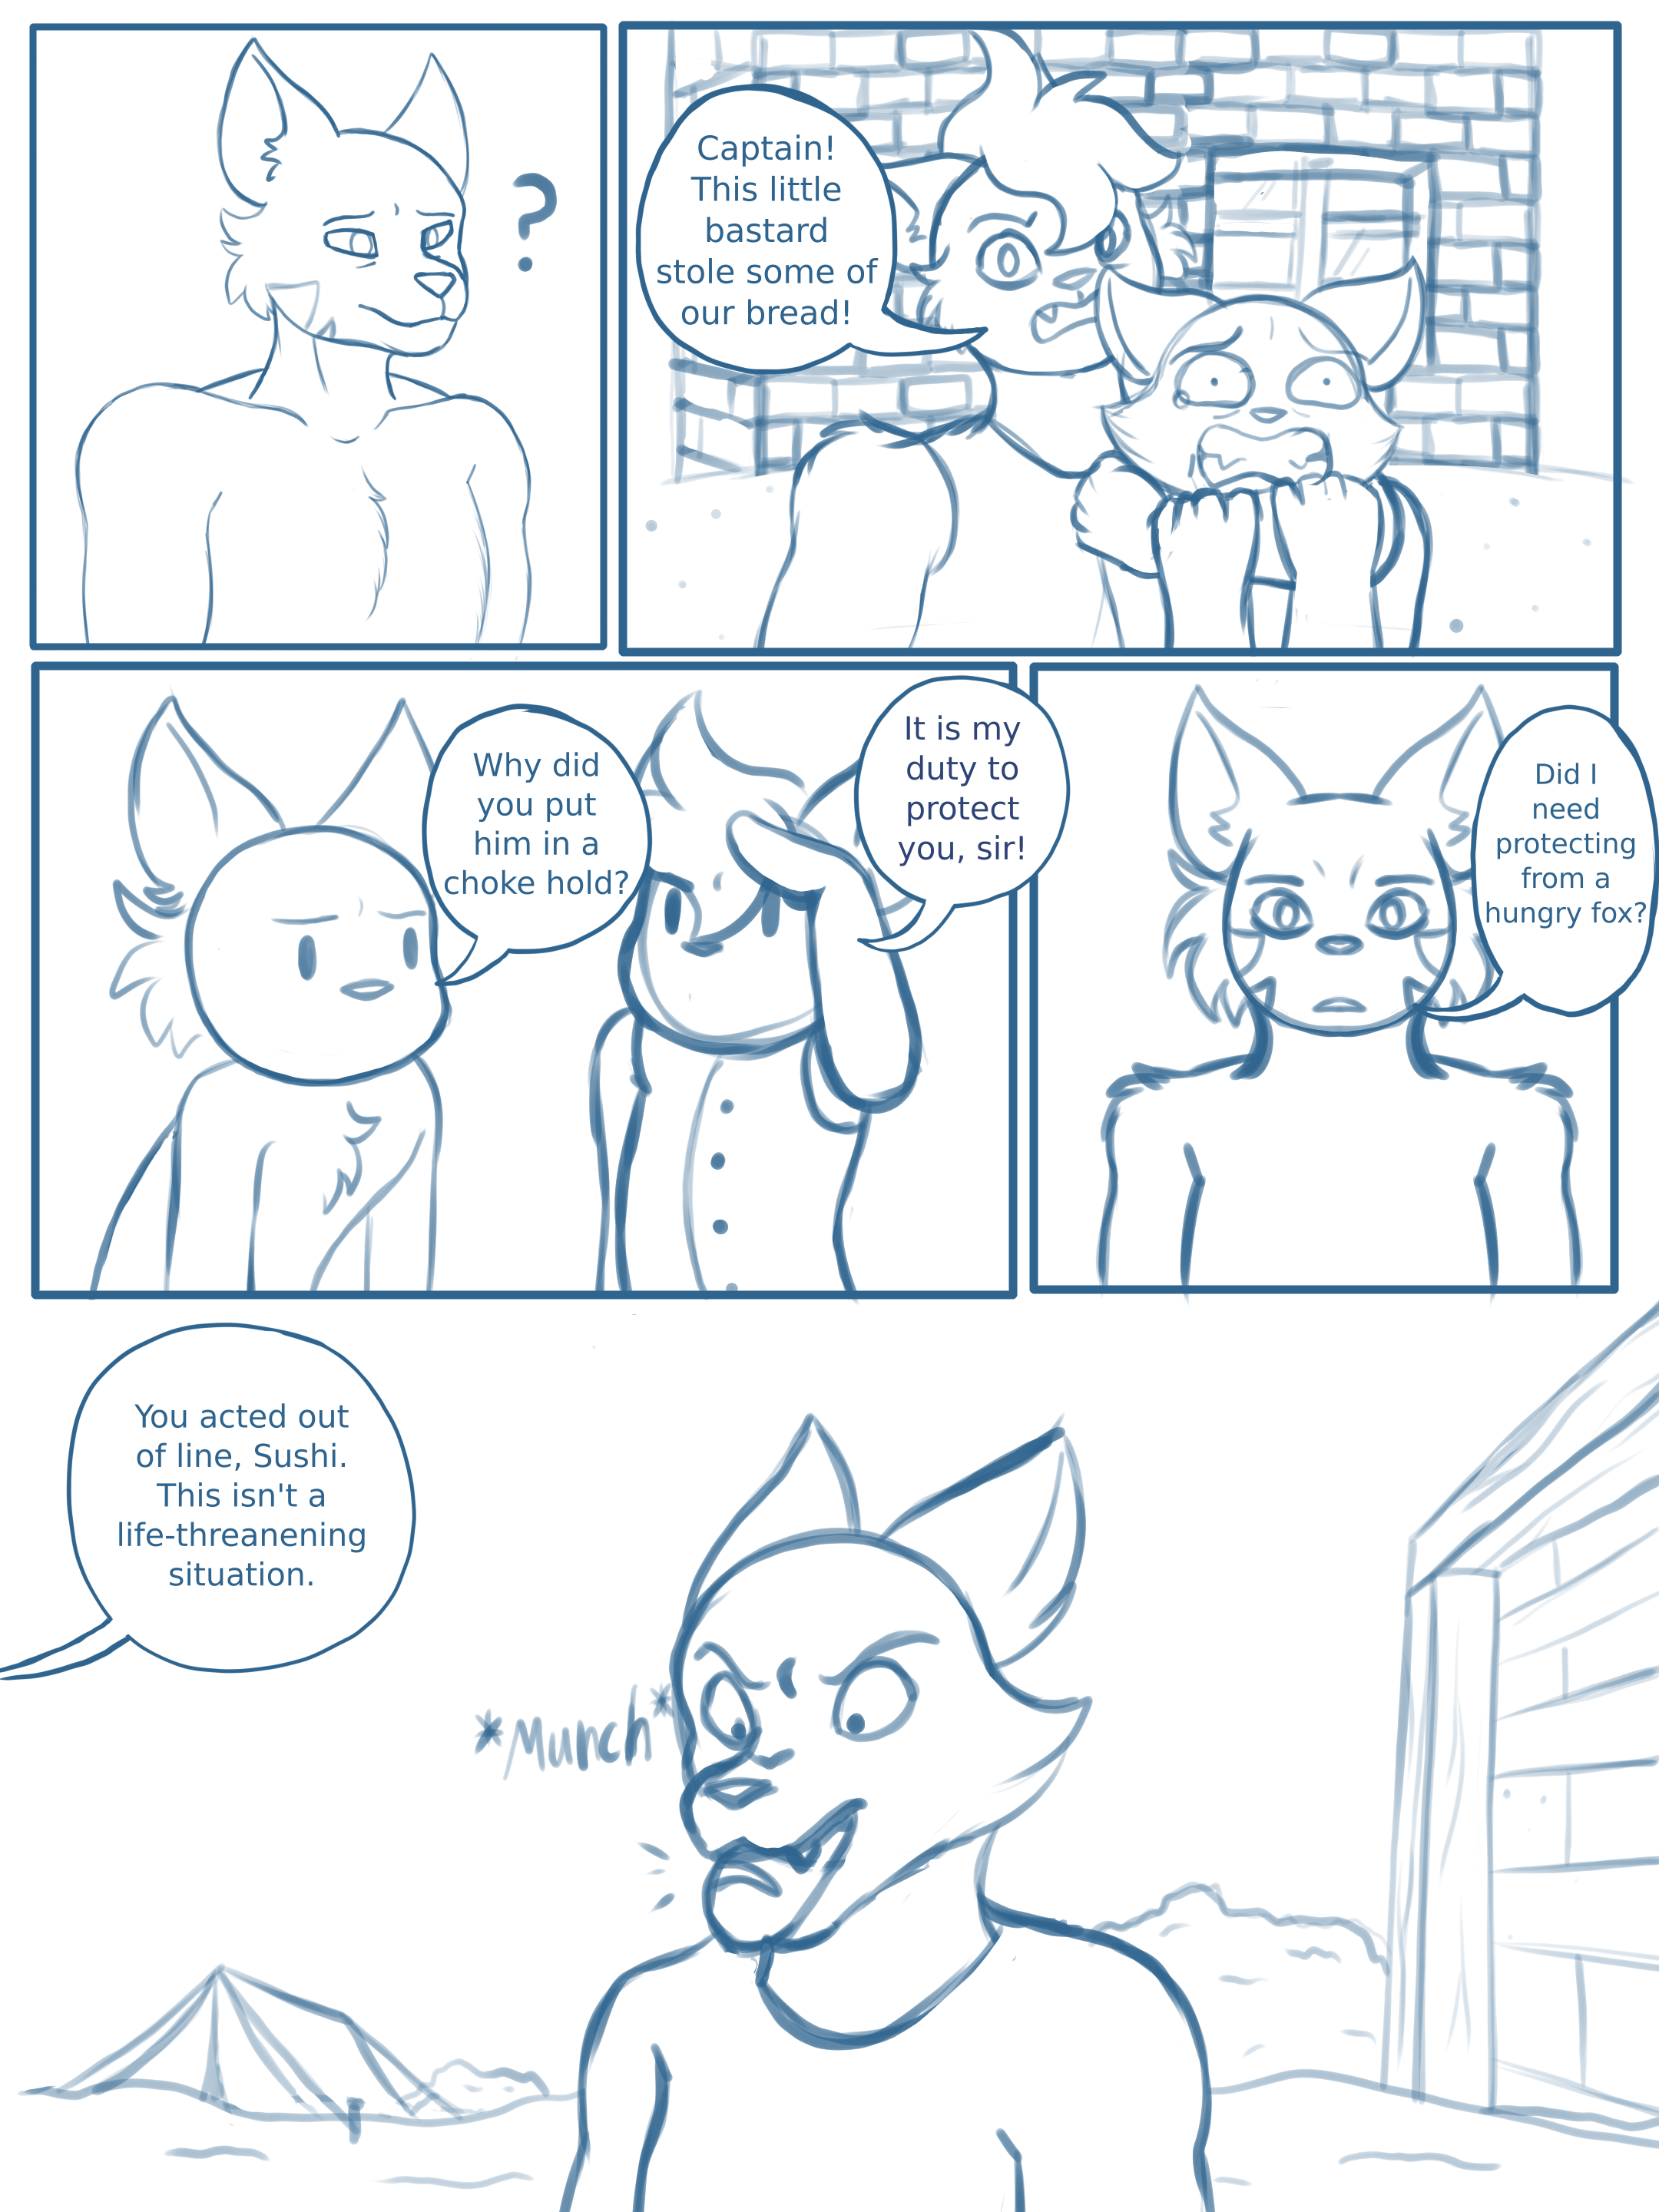 ?
Captain!
This little
bastard
stole some of
our bread!
Why did
you put
him in a
choke hold?
It is my
duty to
protect
you, sir!
Did I
need
protecting
from a
hungry fox?
You acted out
of line, Sushi.
This isn't a
life-threanening
situation.
*Munch*